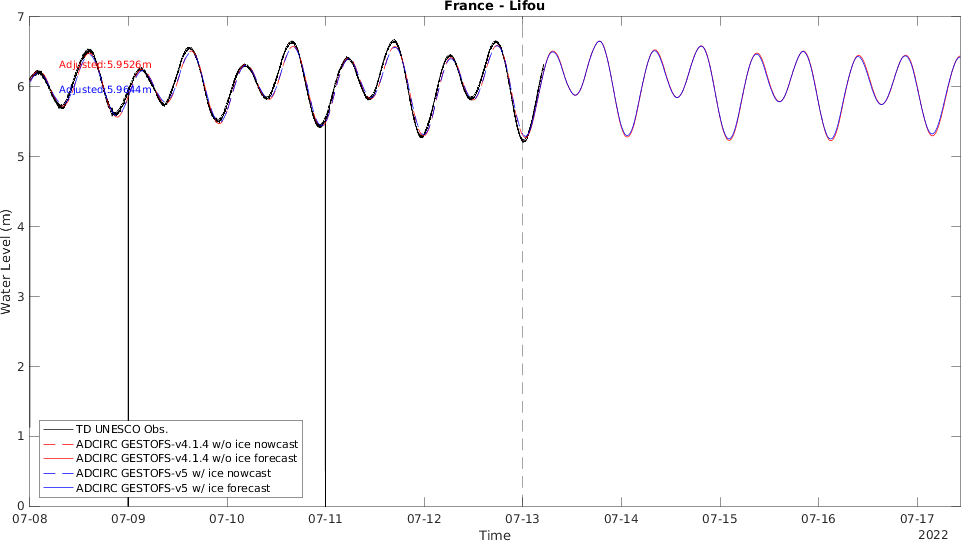 France - Lifou
7
6
5
4
3
2
1
0
Water Level (m)
Adjusted:5.9526m
Adjusted:5.9644m
TD UNESCO Obs.
ADCIRC GESTOFS-v4.1.4 w/o ice nowcast
ADCIRC GESTOFS-v4.1.4 w/o ice forecast
ADCIRC GESTOFS-v5 w/ ice nowcast
ADCIRC GESTOFS-v5 w/ ice forecast
07-08 07-09 07-10 07-11 07-12 07-13 07-14 07-15 07-16 07-17
Time
2022